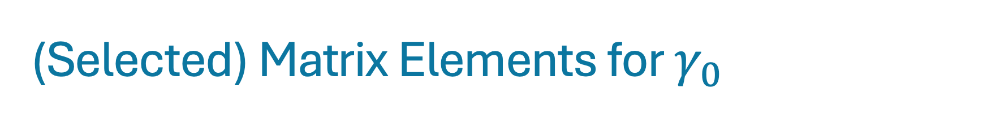 (Selected) Matrix Elements for γ₀